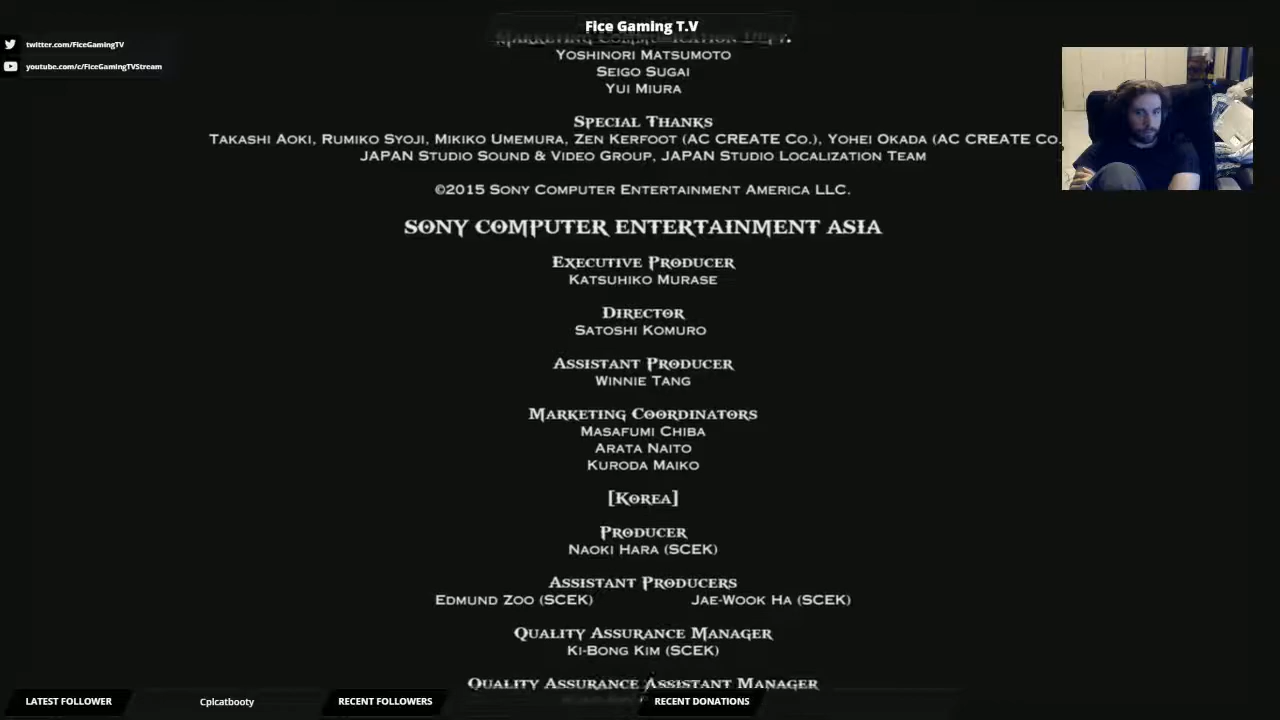 Fice Gaming T.V
twitter.com/FiceGamingTV
youtube.com/c/FiceGamingTVStream
Marketing Communication Dept.
Yoshinori Matsumoto
Seigo Sugai
Yui Miura
Special Thanks
Takashi Aoki, Rumiko Syoji, Mikiko Umemura, Zen Kerfoot (AC CREATE Co.), Yohei Okada (AC CREATE Co.
JAPAN Studio Sound & Video Group, JAPAN Studio Localization Team
©2015 Sony Computer Entertainment America LLC.
SONY COMPUTER ENTERTAINMENT ASIA
Executive Producer
Katsuhiko Murase
Director
Satoshi Komuro
Assistant Producer
Winnie Tang
Marketing Coordinators
Masafumi Chiba
Arata Naito
Kuroda Maiko
[Korea]
Producer
Naoki Hara (SCEK)
Assistant Producers
Edmund Zoo (SCEK) Jae-Wook Ha (SCEK)
Quality Assurance Manager
Ki-Bong Kim (SCEK)
Quality Assurance Assistant Manager
LATEST FOLLOWER Cplcatbooty RECENT FOLLOWERS RECENT DONATIONS